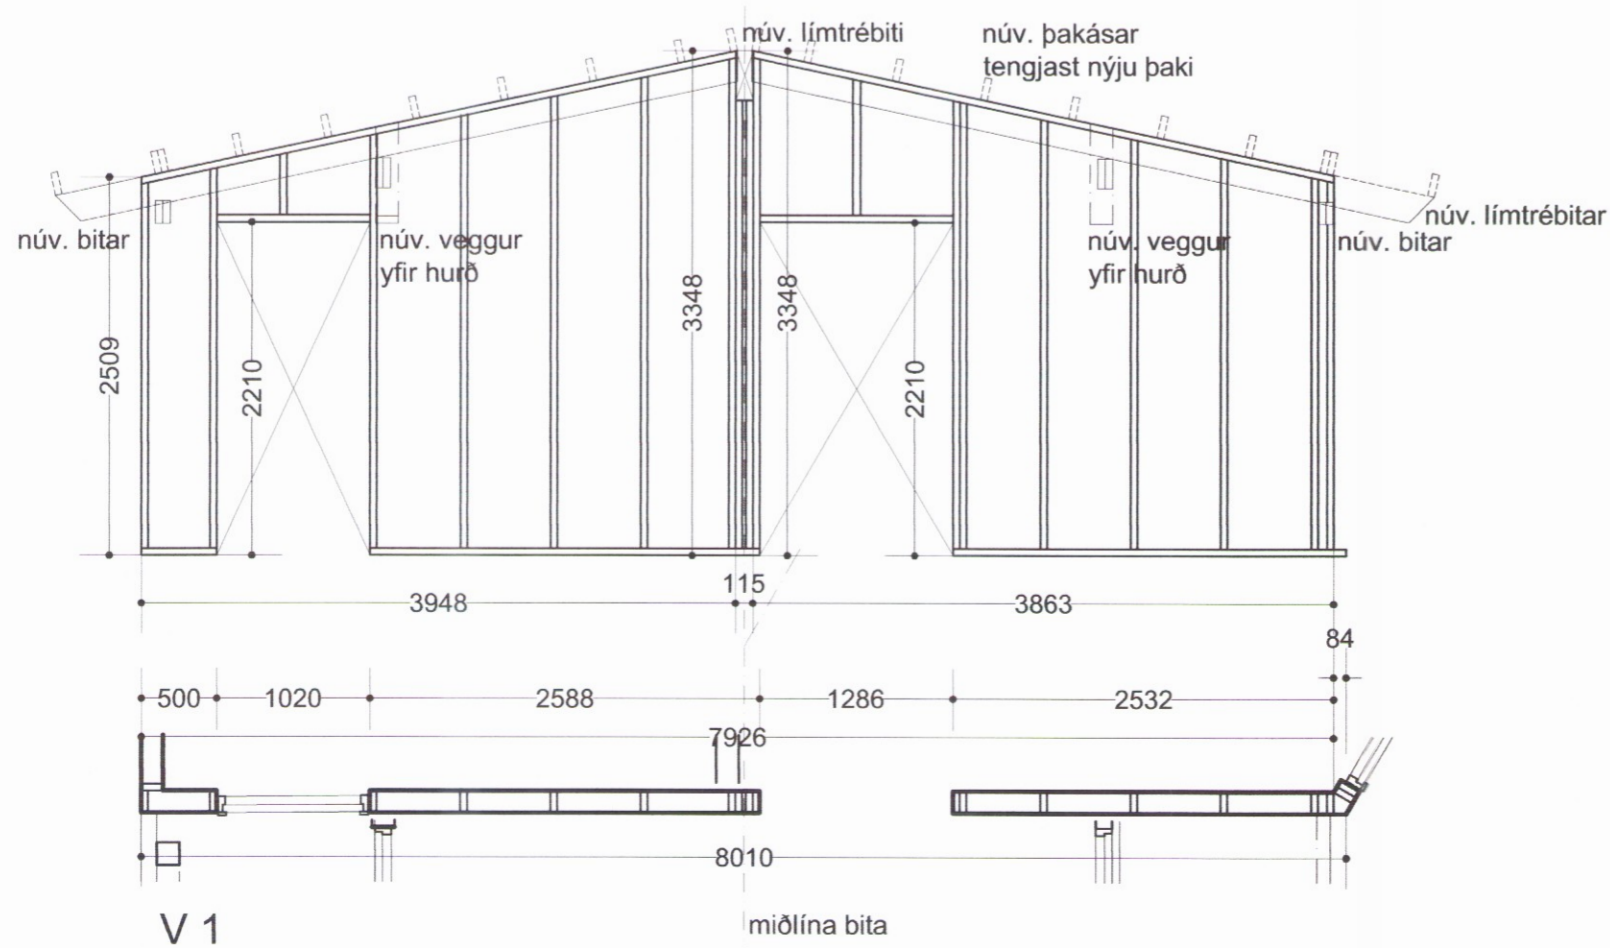 núv. límtrébiti
núv. þakásar
tengjast nýju þaki
núv. bitar
núv. veggur
yfir hurð
núv. veggur
yfir hurð
núv. límtrébitar
núv. bitar
2509
2210
3348
3348
2210
115
3948
3863
84
500
1020
2588
1286
2532
7926
8010
V 1
miðlína bita